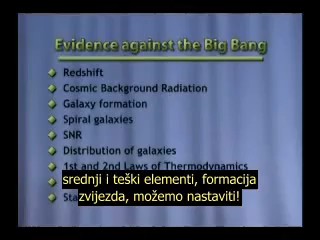 Evidence against the Big Bang
Redshift
Cosmic Background Radiation
Galaxy formation
Spiral galaxies
SNR
Distribution of galaxies
1st and 2nd Laws of Thermodynamics
srednji i teški elementi, formacija
zvijezda, možemo nastaviti!